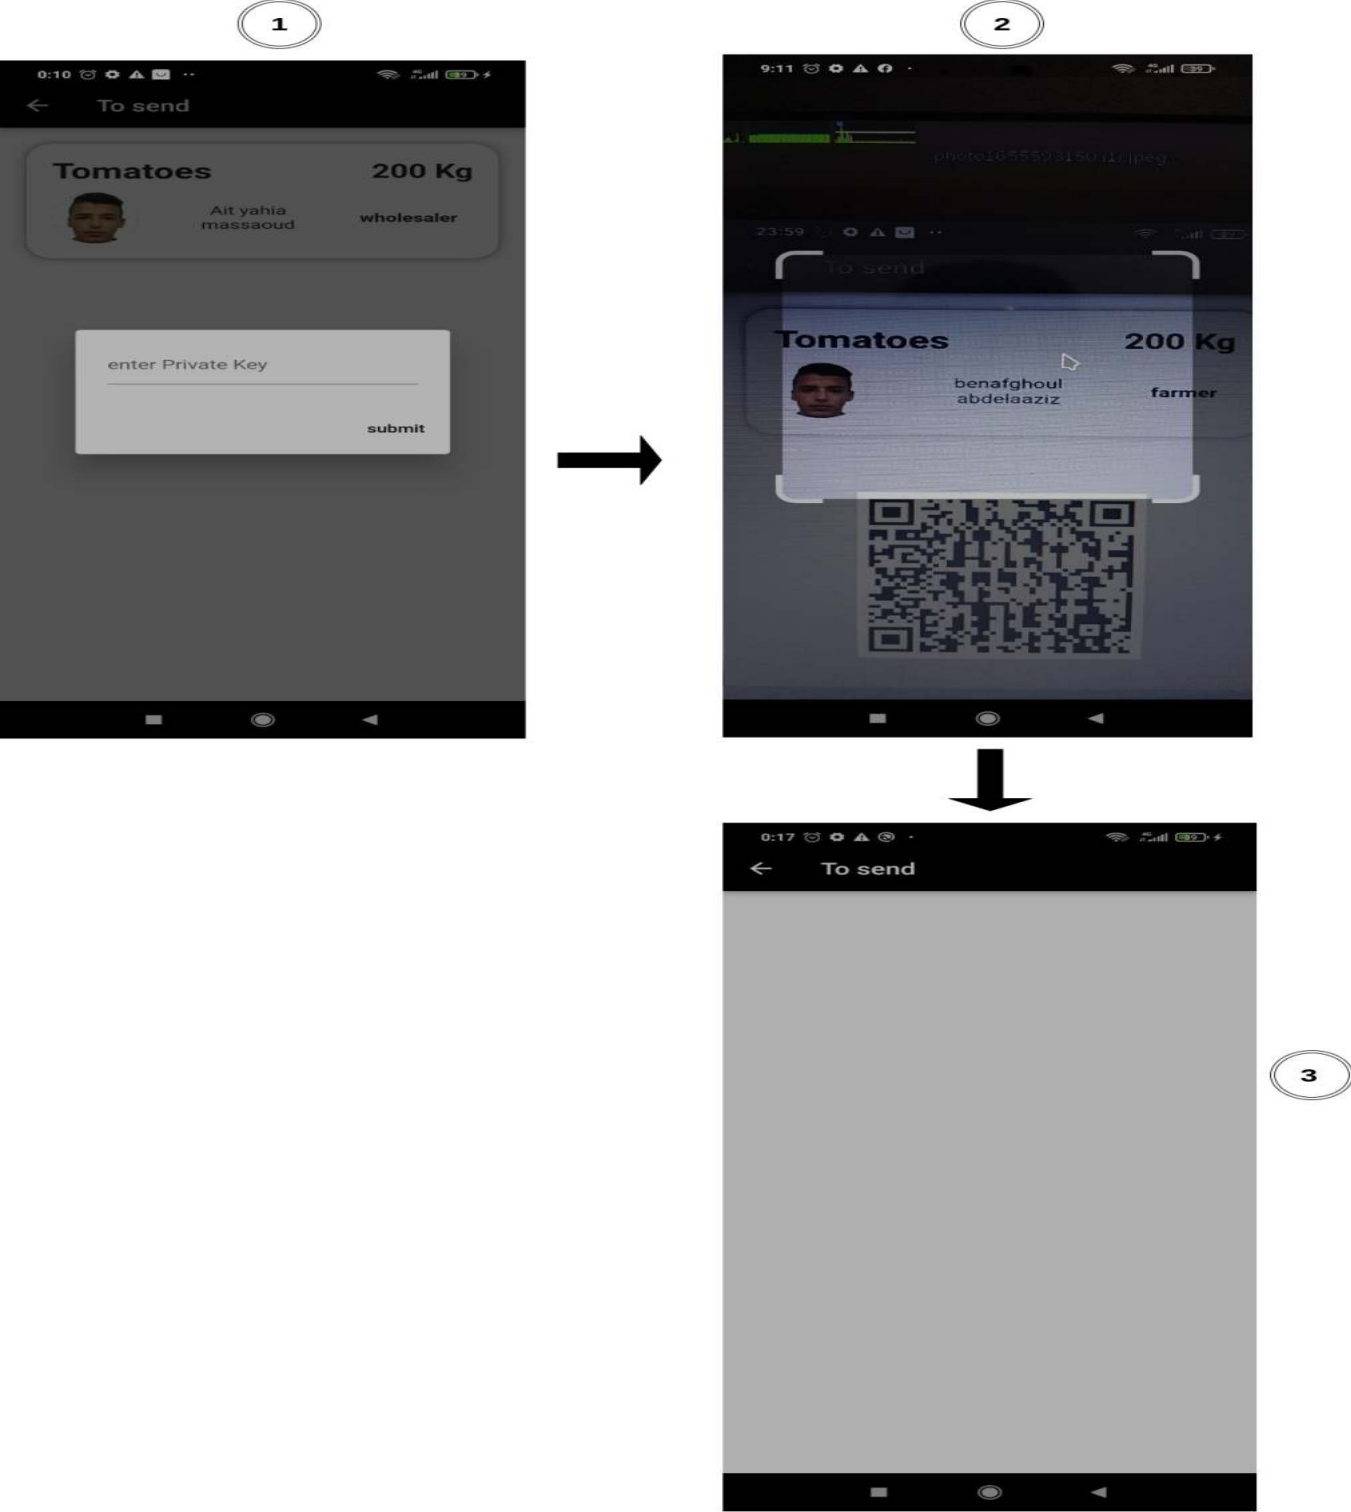 1
0:10
To send
Tomatoes 200 Kg
Ait yahia
massaoud
wholesaler
enter Private Key
submit
2
9:11
23:59
To send
Tomatoes 200 Kg
benafghoul
abdelaaziz
farmer
0:17
To send
3